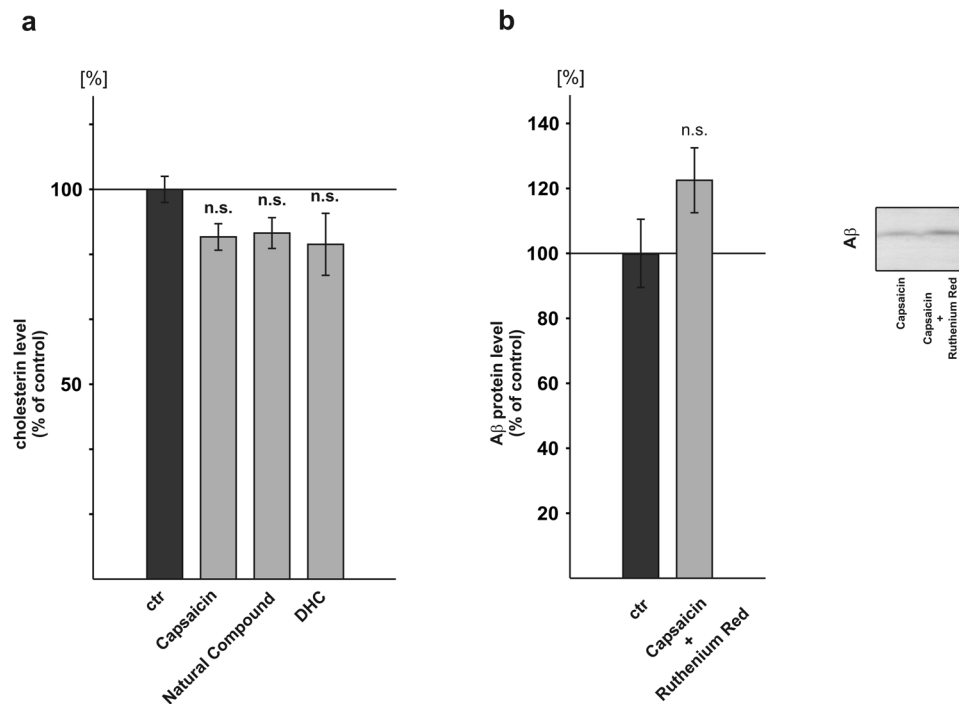 a
[%]
100
50
cholesterin level
(% of control)
n.s.
n.s.
n.s.
ctr
Capsaicin
Natural Compound
DHC
b
[%]
140
120
100
80
60
40
20
Aβ protein level
(% of control)
n.s.
ctr
Capsaicin
+
Ruthenium Red
Aβ
Capsaicin
Capsaicin
+
Ruthenium Red